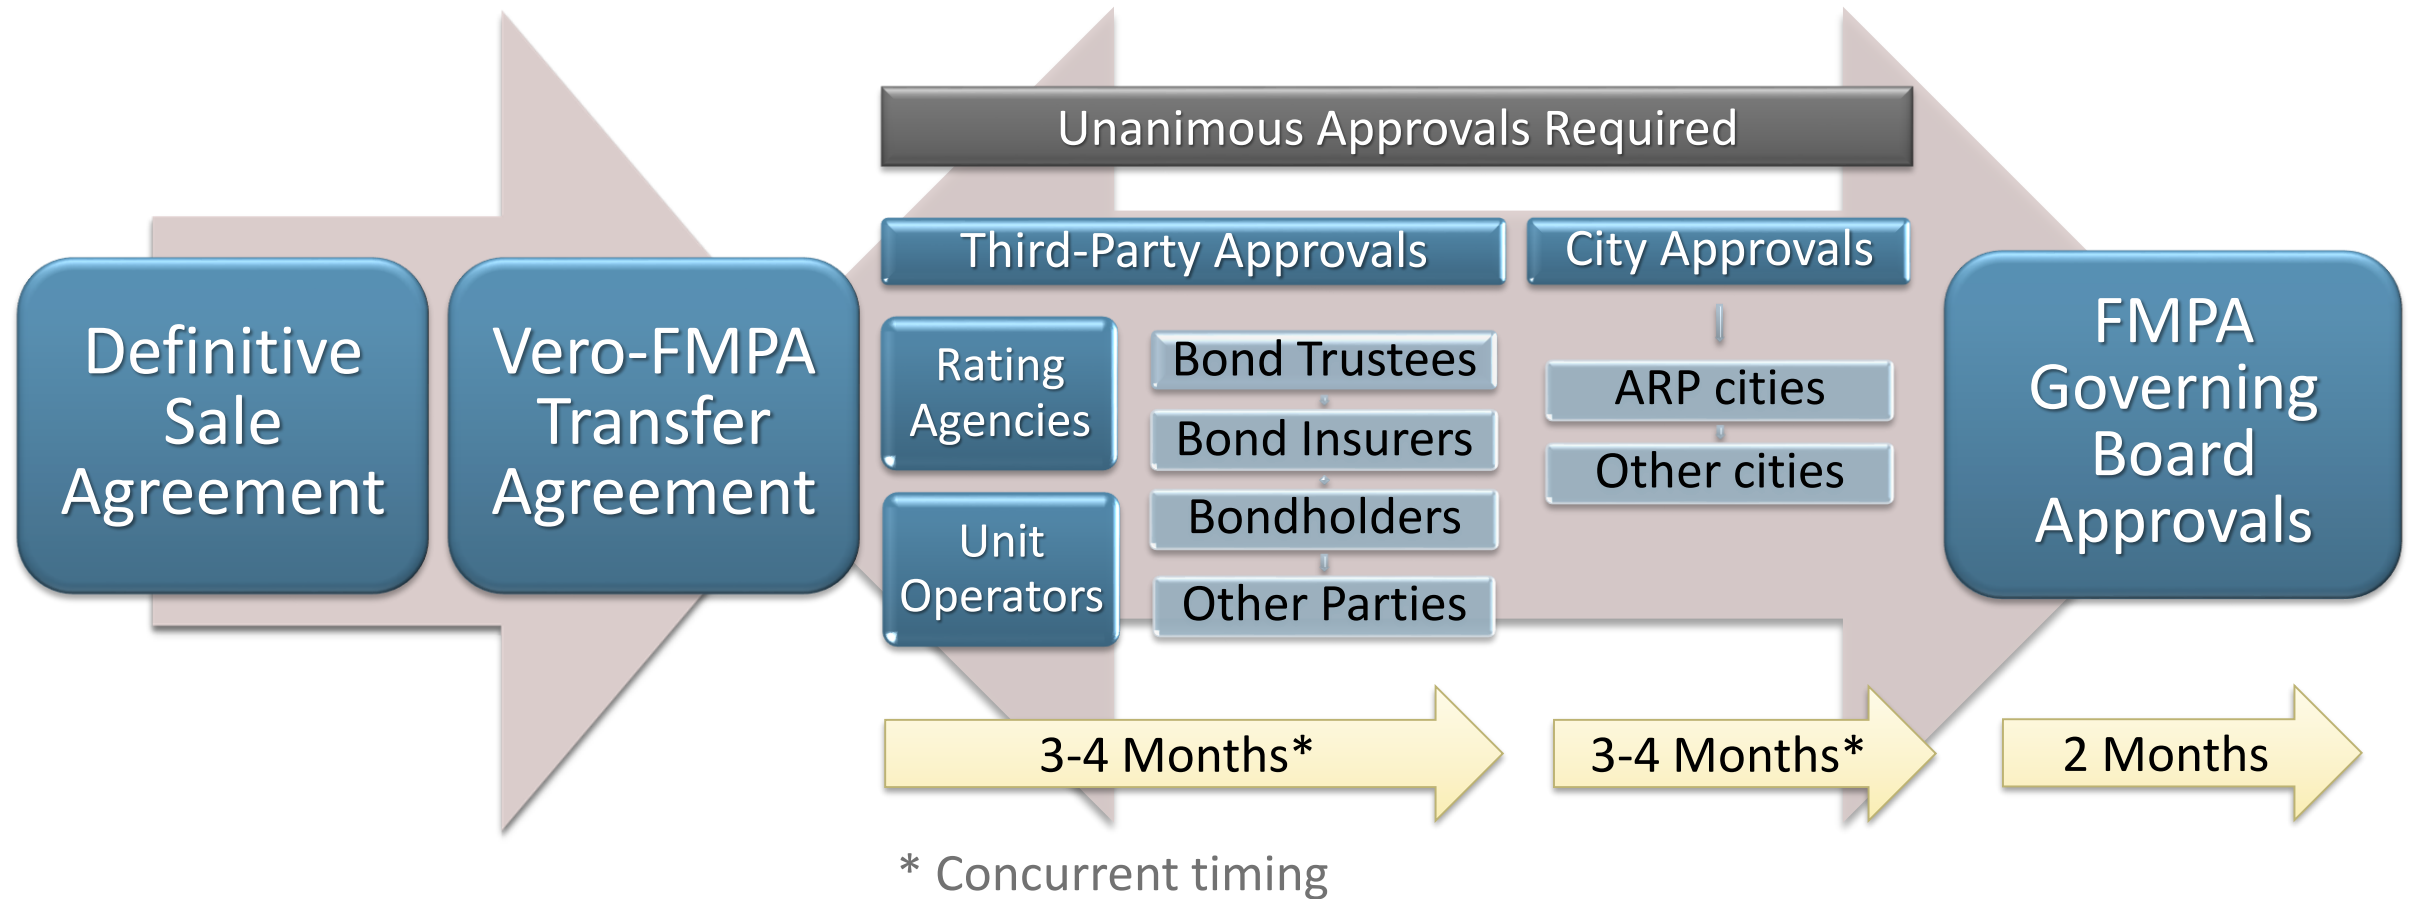 Definitive
Sale
Agreement
Vero-FMPA
Transfer
Agreement
Unanimous Approvals Required
Third-Party Approvals
Rating
Agencies
Unit
Operators
Bond Trustees
Bond Insurers
Bondholders
Other Parties
City Approvals
ARP cities
Other cities
FMPA
Governing
Board
Approvals
3-4 Months*
3-4 Months*
2 Months
* Concurrent timing